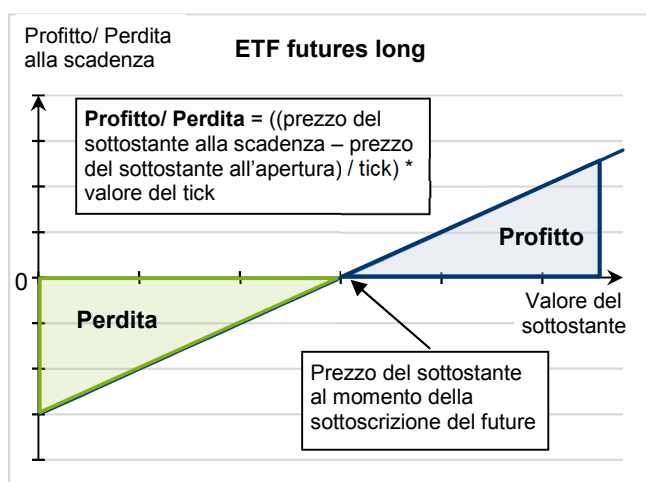 Profitto/ Perdita
alla scadenza
ETF futures long
Profitto/ Perdita = ((prezzo del
sottostante alla scadenza – prezzo
del sottostante all'apertura) / tick) *
valore del tick
Profitto
0
Valore del
sottostante
Perdita
Prezzo del sottostante
al momento della
sottoscrizione del future